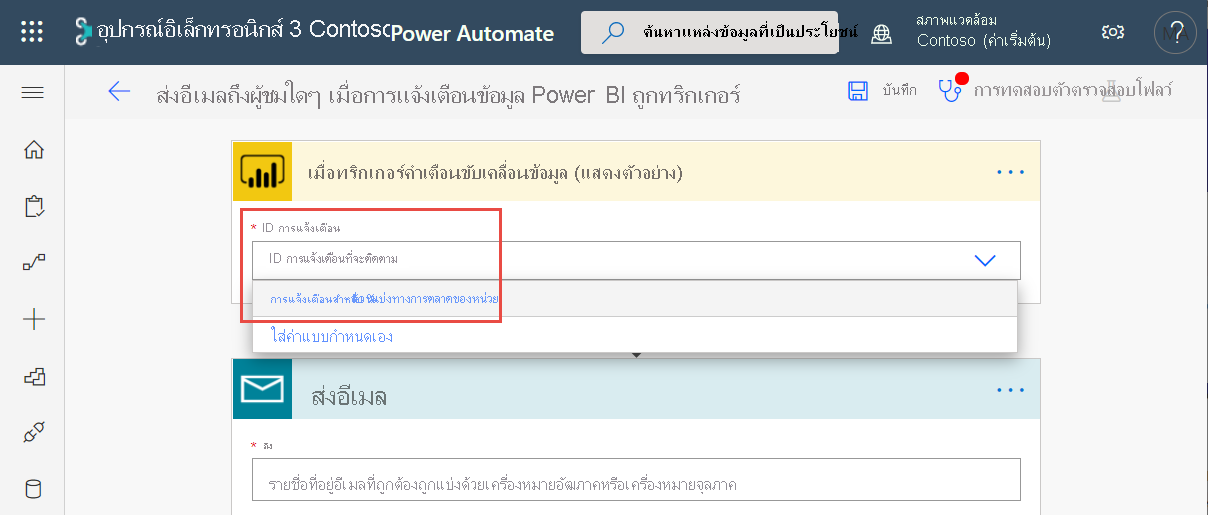 อุปกรณ์อิเล็กทรอนิกส์ 3 Contoso Power Automate
ค้นหาแหล่งข้อมูลที่เป็นประโยชน์
สภาพแวดล้อม
Contoso (ค่าเริ่มต้น)
?
ส่งอีเมลถึงผู้ชมใดๆ เมื่อการแจ้งเตือนข้อมูล Power BI ถูกทริกเกอร์
บันทึก
การทดสอบตัวตรวจสอบโฟลว์
เมื่อทริกเกอร์คําเตือนขับเคลื่อนข้อมูล (แสดงตัวอย่าง)
* ID การแจ้งเตือน
ID การแจ้งเตือนที่จะติดตาม
การแจ้งเตือนสำหรับ แบ่งทางการตลาดของหน่วย
ใส่ค่าแบบกำหนดเอง
ส่งอีเมล
* ถึง
รายชื่อที่อยู่อีเมลที่ถูกต้องถูกแบ่งด้วยเครื่องหมายอัฒภาคหรือเครื่องหมายจุลภาค